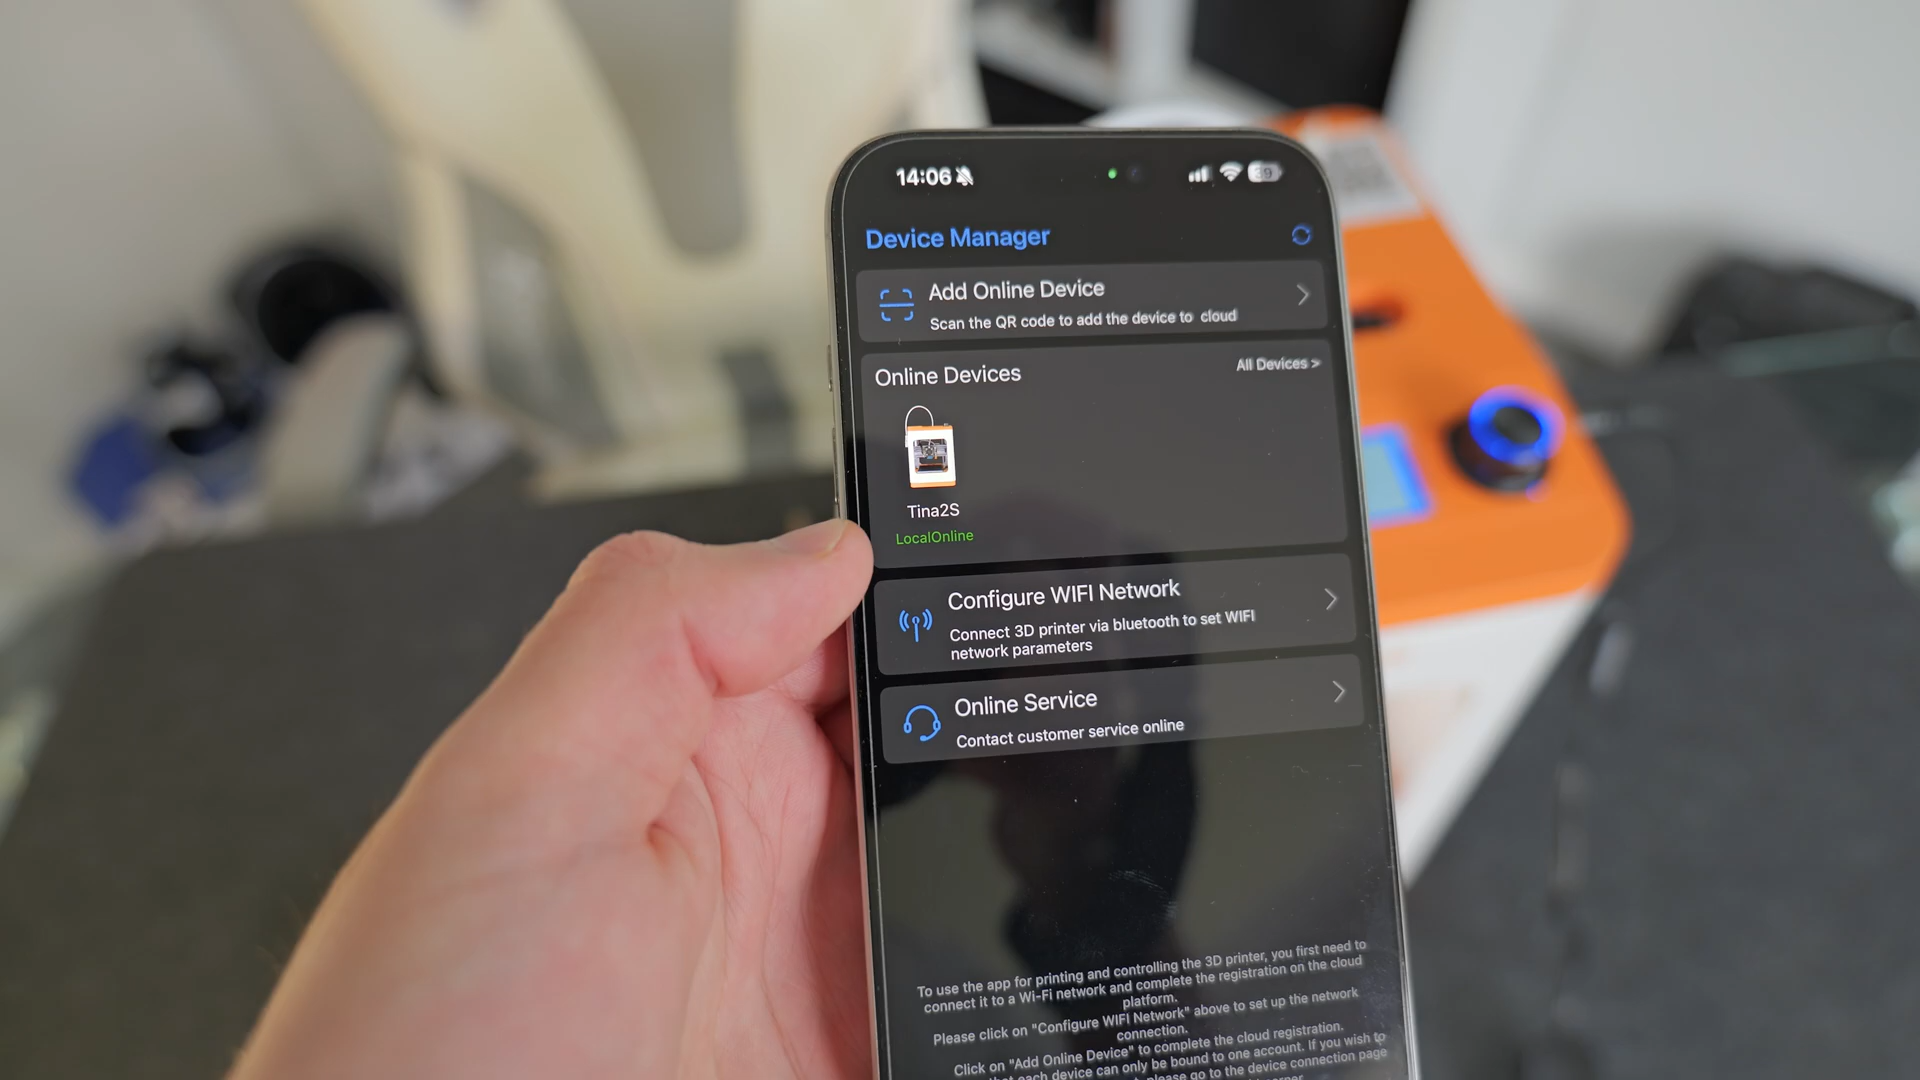 14:06
39
Device Manager
Add Online Device
Scan the QR code to add the device to cloud
Online Devices
All Devices >
Tina2S
LocalOnline
Configure WIFI Network
Connect 3D printer via bluetooth to set WIFI
network parameters
Online Service
Contact customer service online
To use the app for printing and controlling the 3D printer, you first need to
connect it to a Wi-Fi network and complete the registration on the cloud
platform.
Please click on "Configure WIFI Network" above to set up the network
connection.
Click on "Add Online Device" to complete the cloud registration.
that each device can only be bound to one account. If you wish to
please go to the device connection page